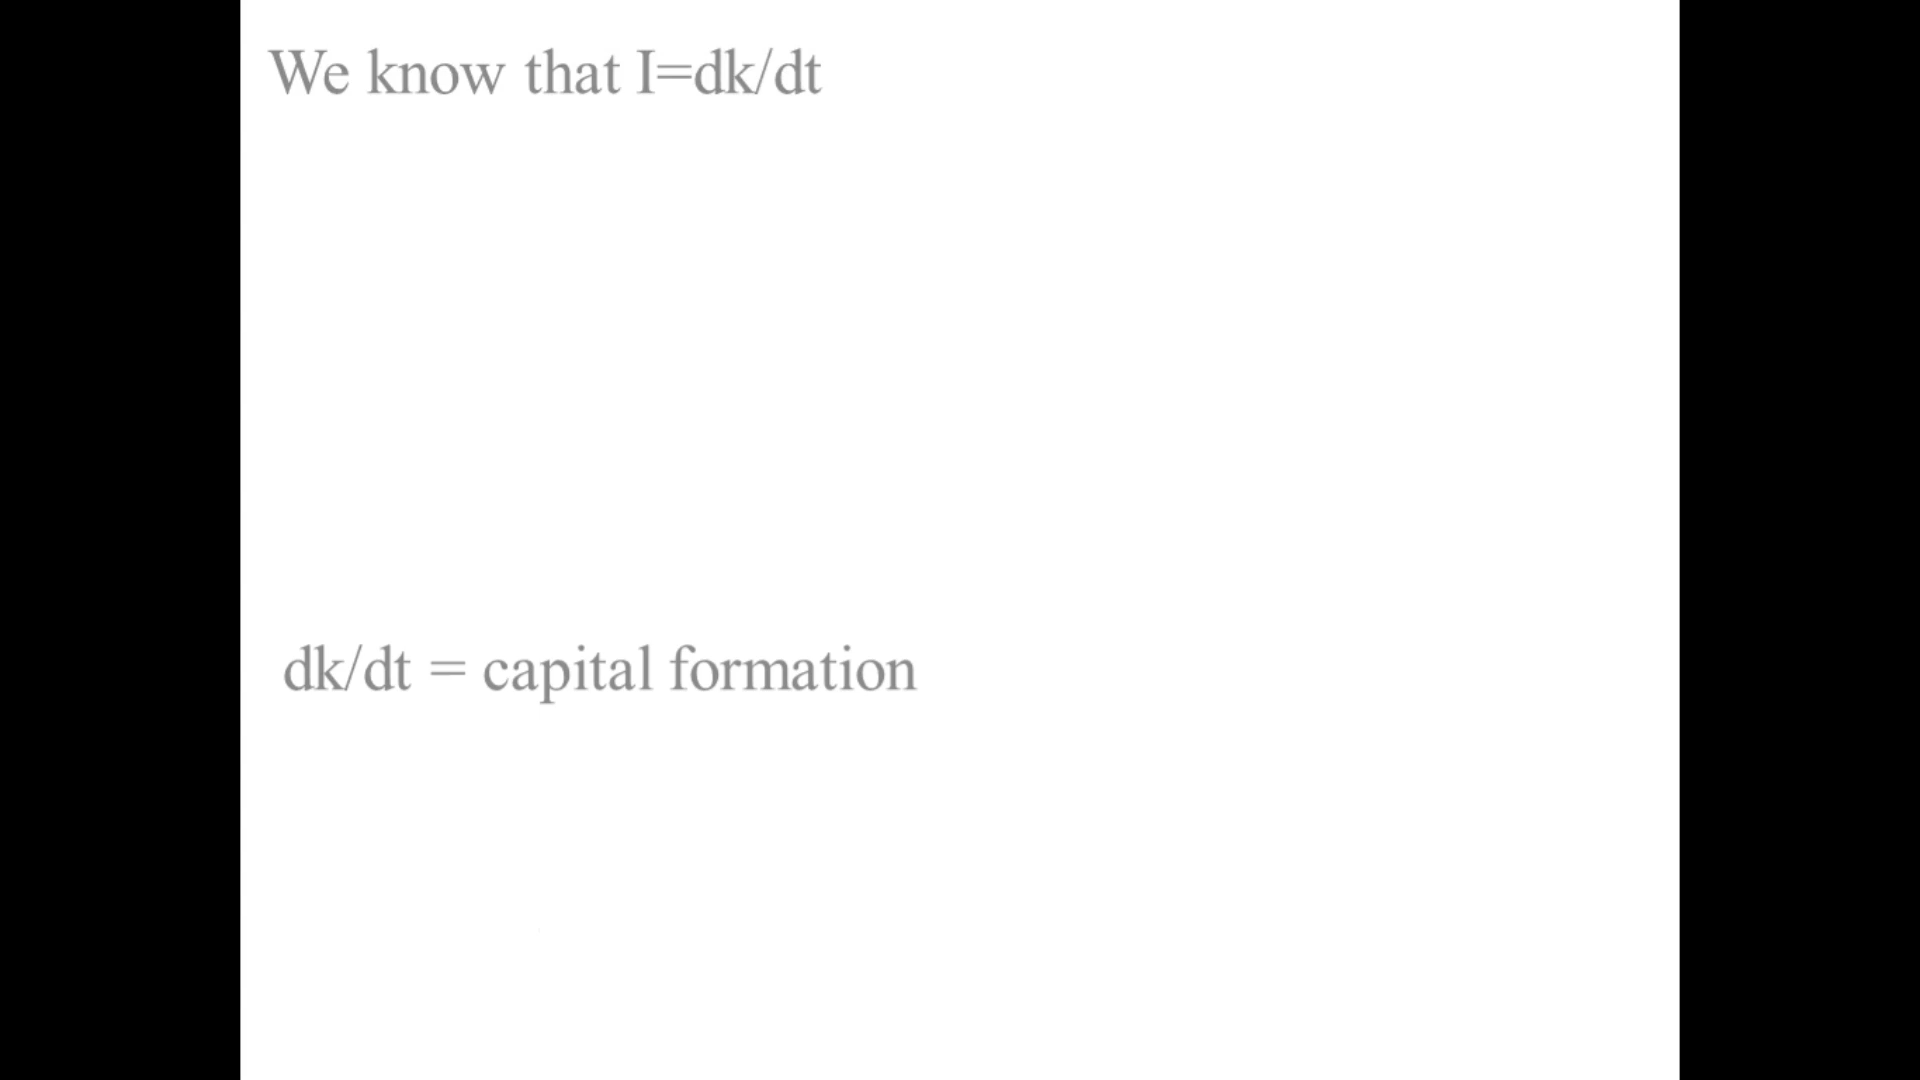 We know that I=dk/dt
dk/dt = capital formation